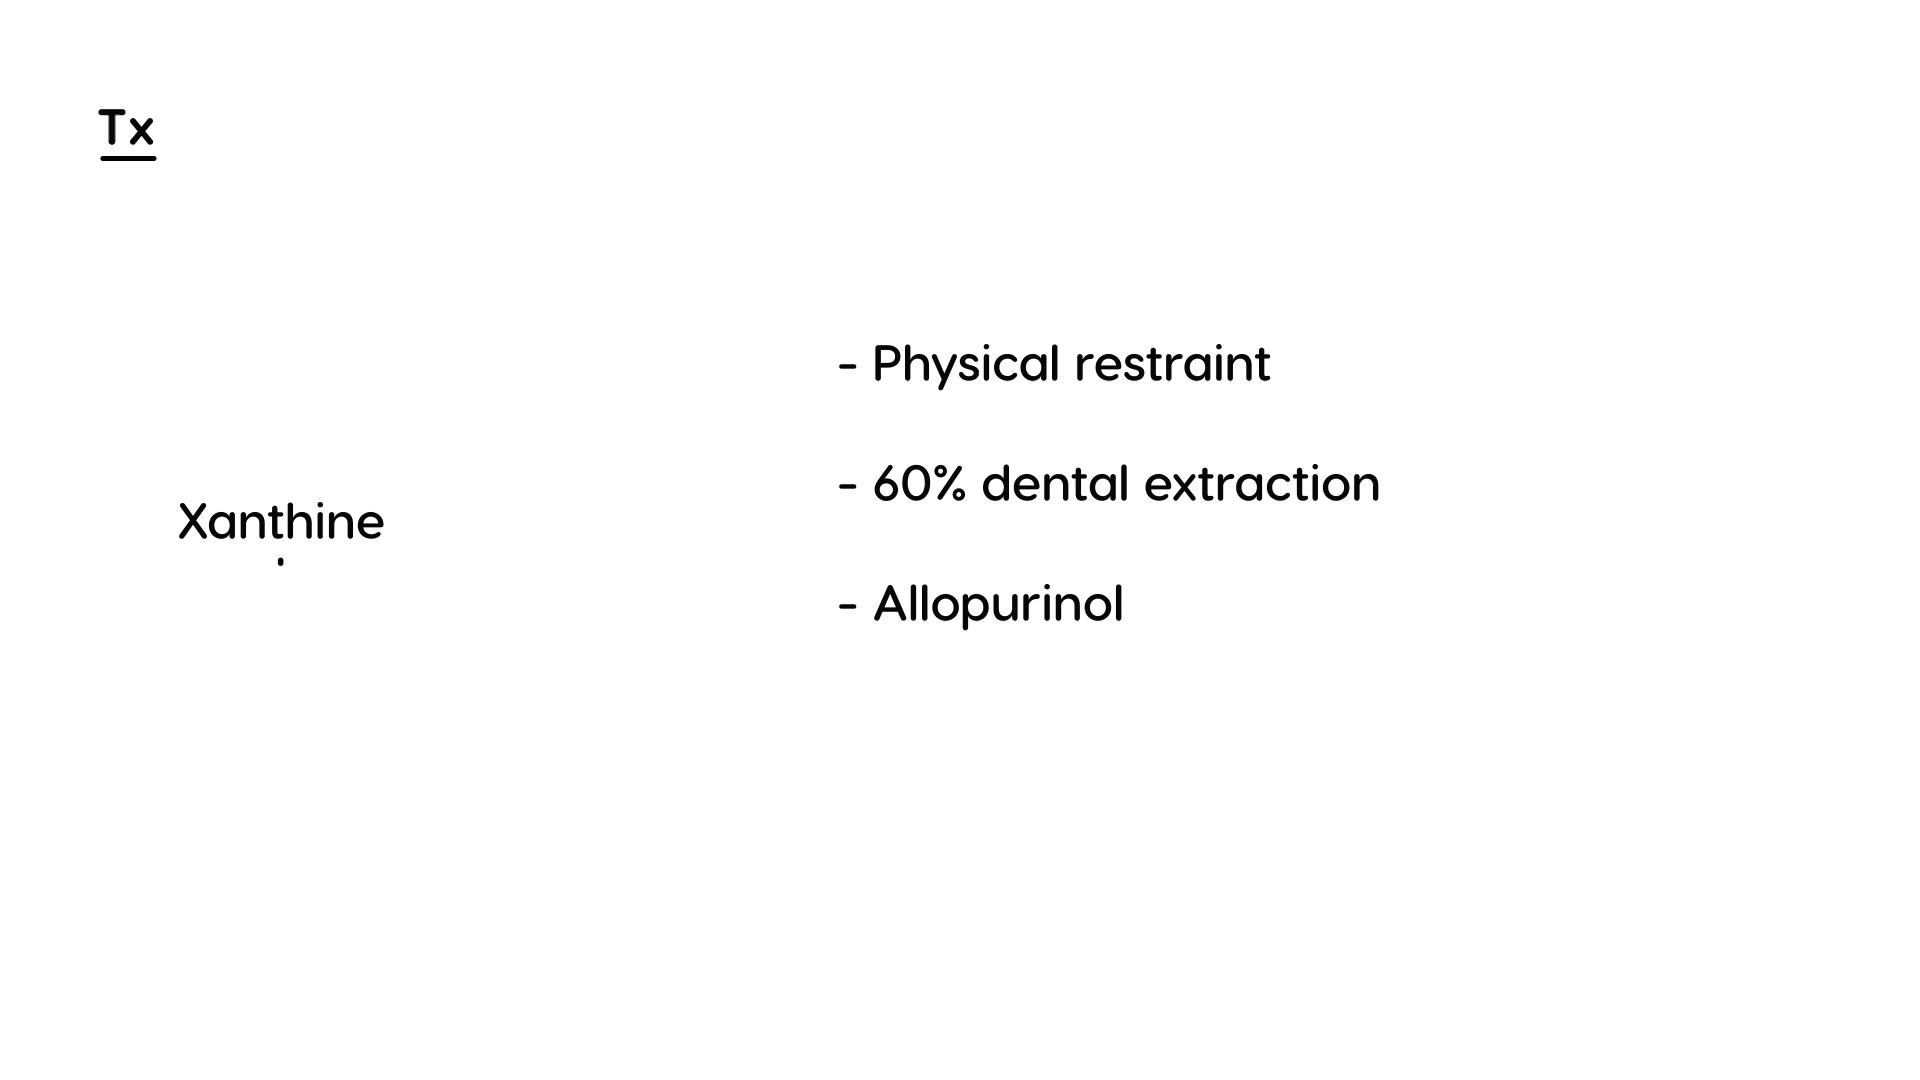 Tx
- Physical restraint
- 60% dental extraction
Xanthine
- Allopurinol